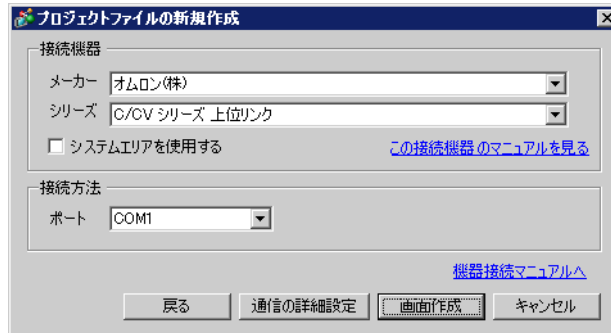 プロジェクトファイルの新規作成
接続機器
メーカー オムロン(株)
シリーズ C/CV シリーズ 上位リンク
システムエリアを使用する この接続機器のマニュアルを見る
接続方法
ポート COM1
機器接続マニュアルへ
戻る 通信の詳細設定 画面作成 キャンセル